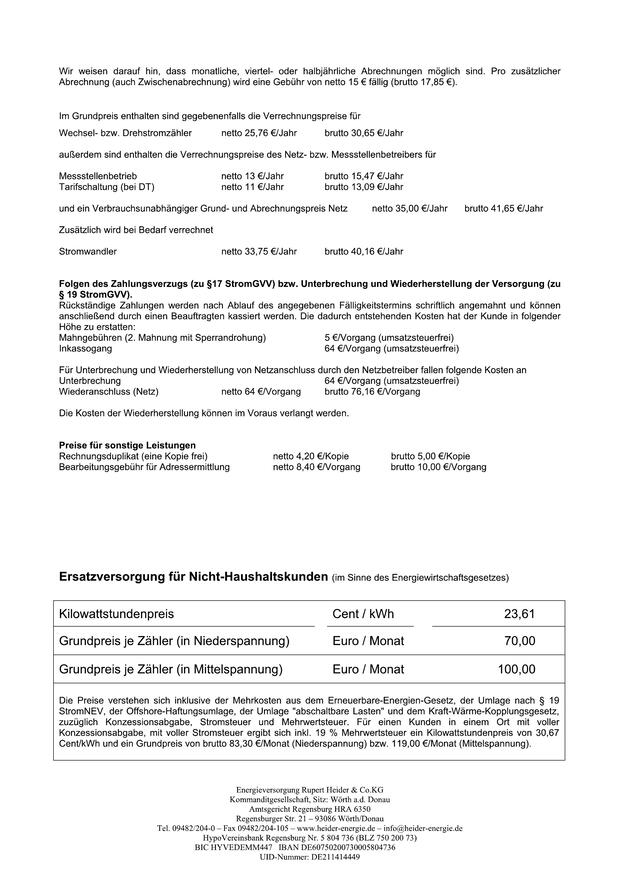 Wir weisen darauf hin, dass monatliche, viertel- oder halbjährliche Abrechnungen möglich sind. Pro zusätzlicher
Abrechnung (auch Zwischenabrechnung) wird eine Gebühr von netto 15 € fällig (brutto 17,85 €).
Im Grundpreis enthalten sind gegebenenfalls die Verrechnungspreise für
Wechsel- bzw. Drehstromzähler netto 25,76 €/Jahr brutto 30,65 €/Jahr
außerdem sind enthalten die Verrechnungspreise des Netz- bzw. Messstellenbetreibers für
Messstellenbetrieb netto 13 €/Jahr brutto 15,47 €/Jahr
Tarifschaltung (bei DT) netto 11 €/Jahr brutto 13,09 €/Jahr
und ein Verbrauchsunabhängiger Grund- und Abrechnungspreis Netz netto 35,00 €/Jahr brutto 41,65 €/Jahr
Zusätzlich wird bei Bedarf verrechnet
Stromwandler netto 33,75 €/Jahr brutto 40,16 €/Jahr
Folgen des Zahlungsverzugs (zu §17 StromGVV) bzw. Unterbrechung und Wiederherstellung der Versorgung (zu
§ 19 StromGVV).
Rückständige Zahlungen werden nach Ablauf des angegebenen Fälligkeitstermins schriftlich angemahnt und können
anschließend durch einen Beauftragten kassiert werden. Die dadurch entstehenden Kosten hat der Kunde in folgender
Höhe zu erstatten:
Mahngebühren (2. Mahnung mit Sperrandrohung) 5 €/Vorgang (umsatzsteuerfrei)
Inkassogang 64 €/Vorgang (umsatzsteuerfrei)
Für Unterbrechung und Wiederherstellung von Netzanschluss durch den Netzbetreiber fallen folgende Kosten an
Unterbrechung 64 €/Vorgang (umsatzsteuerfrei)
Wiederanschluss (Netz) netto 64 €/Vorgang brutto 76,16 €/Vorgang
Die Kosten der Wiederherstellung können im Voraus verlangt werden.
Preise für sonstige Leistungen
Rechnungsduplikat (eine Kopie frei) netto 4,20 €/Kopie brutto 5,00 €/Kopie
Bearbeitungsgebühr für Adressermittlung netto 8,40 €/Vorgang brutto 10,00 €/Vorgang
Ersatzversorgung für Nicht-Haushaltskunden (im Sinne des Energiewirtschaftsgesetzes)
Kilowattstundenpreis Cent / kWh 23,61
Grundpreis je Zähler (in Niederspannung) Euro / Monat 70,00
Grundpreis je Zähler (in Mittelspannung) Euro / Monat 100,00
Die Preise verstehen sich inklusive der Mehrkosten aus dem Erneuerbare-Energien-Gesetz, der Umlage nach § 19
StromNEV, der Offshore-Haftungsumlage, der Umlage "abschaltbare Lasten" und dem Kraft-Wärme-Kopplungsgesetz,
zuzüglich Konzessionsabgabe, Stromsteuer und Mehrwertsteuer. Für einen Kunden in einem Ort mit voller
Konzessionsabgabe, mit voller Stromsteuer ergibt sich inkl. 19 % Mehrwertsteuer ein Kilowattstundenpreis von 30,67
Cent/kWh und ein Grundpreis von brutto 83,30 €/Monat (Niederspannung) bzw. 119,00 €/Monat (Mittelspannung).
Energieversorgung Rupert Heider & Co.KG
Kommanditgesellschaft, Sitz: Wörth a.d. Donau
Amtsgericht Regensburg HRA 6350
Regensburger Str. 21 – 93086 Wörth/Donau
Tel. 09482/204-0 – Fax 09482/204-105 – www.heider-energie.de – info@heider-energie.de
HypoVereinsbank Regensburg Nr. 5 804 736 (BLZ 750 200 73)
BIC HYVEDEMM447 IBAN DE60750200730005804736
UID-Nummer: DE211414449